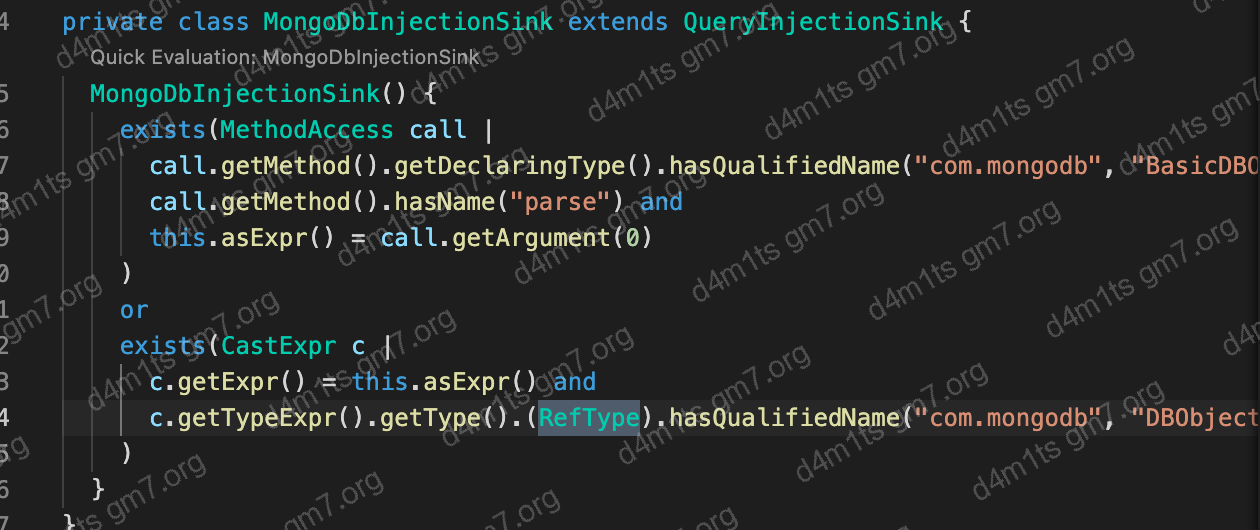 4 private class MongoDbInjectionSink extends QueryInjectionSink {
Quick Evaluation: MongoDbInjectionSink
5 MongoDbInjectionSink() {
6 exists(MethodAccess call |
7 call.getMethod().getDeclaringType().hasQualifiedName("com.mongodb", "BasicDBO
8 call.getMethod().hasName("parse") and
9 this.asExpr() = call.getArgument(0)
0 )
1 or
2 exists(CastExpr c |
3 c.getExpr() = this.asExpr() and
4 c.getTypeExpr().getType().(RefType).hasQualifiedName("com.mongodb", "DBObject
5 )
6 }
7 }
d4m1ts gm7.org